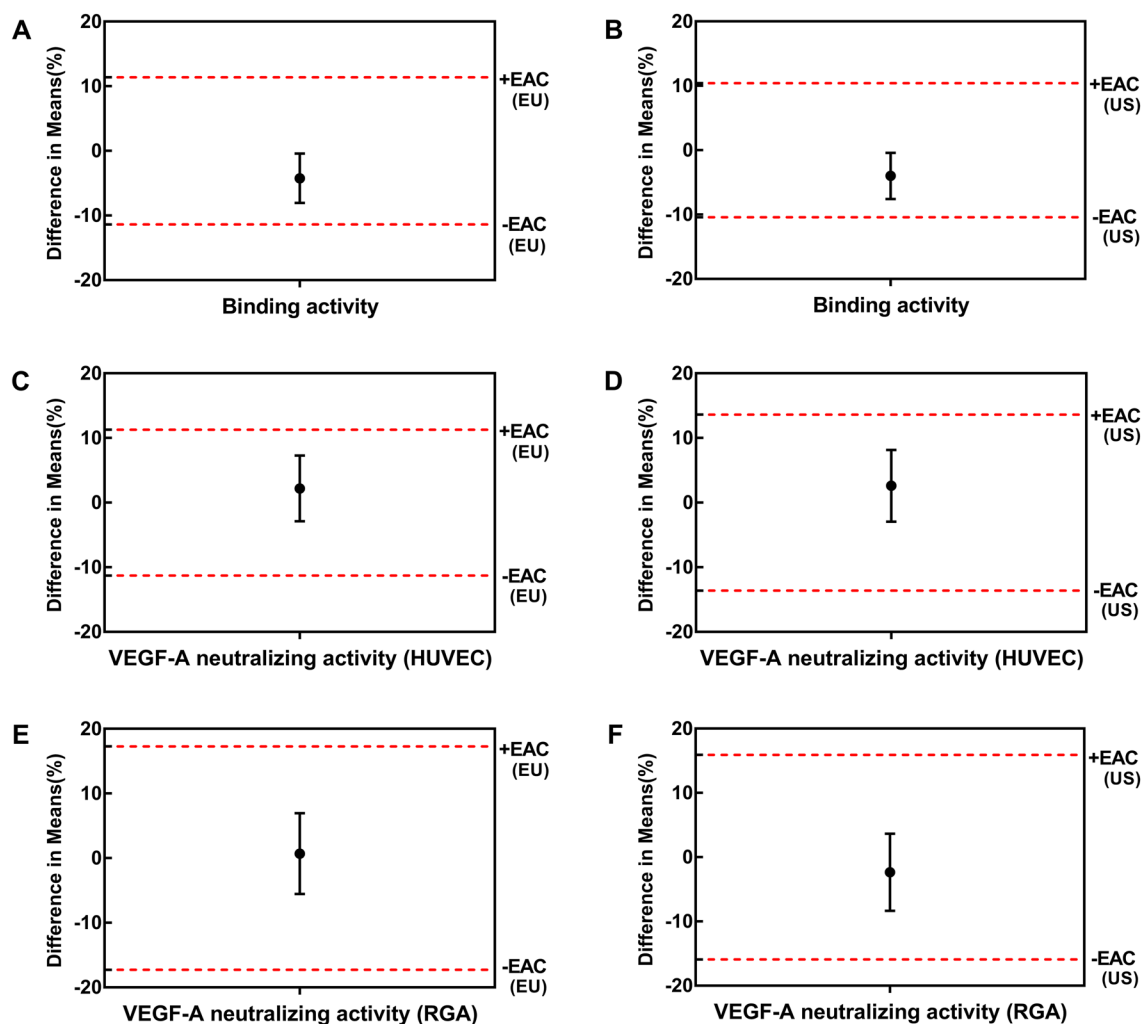 A
Difference in Means(%)
20
10
0
-10
-20
+EAC
(EU)
-EAC
(EU)
Binding activity
B
Difference in Means(%)
20
10
0
-10
-20
+EAC
(US)
-EAC
(US)
Binding activity
C
Difference in Means(%)
20
10
0
-10
-20
+EAC
(EU)
-EAC
(EU)
VEGF-A neutralizing activity (HUVEC)
D
Difference in Means(%)
20
10
0
-10
-20
+EAC
(US)
-EAC
(US)
VEGF-A neutralizing activity (HUVEC)
E
Difference in Means(%)
20
10
0
-10
-20
+EAC
(EU)
-EAC
(EU)
VEGF-A neutralizing activity (RGA)
F
Difference in Means(%)
20
10
0
-10
-20
+EAC
(US)
-EAC
(US)
VEGF-A neutralizing activity (RGA)